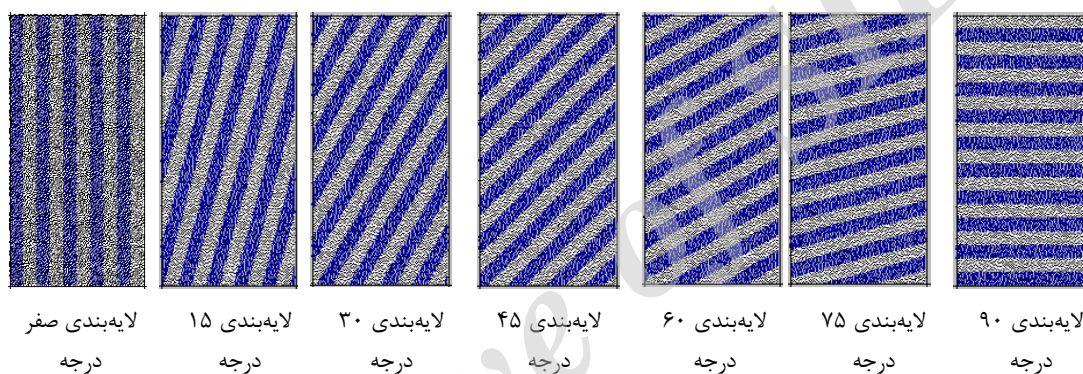 لایه‌بندی صفر
درجه
لایه‌بندی ۱۵
درجه
لایه‌بندی ۳۰
درجه
لایه‌بندی ۴۵
درجه
لایه‌بندی ۶۰
درجه
لایه‌بندی ۷۵
درجه
لایه‌بندی ۹۰
درجه